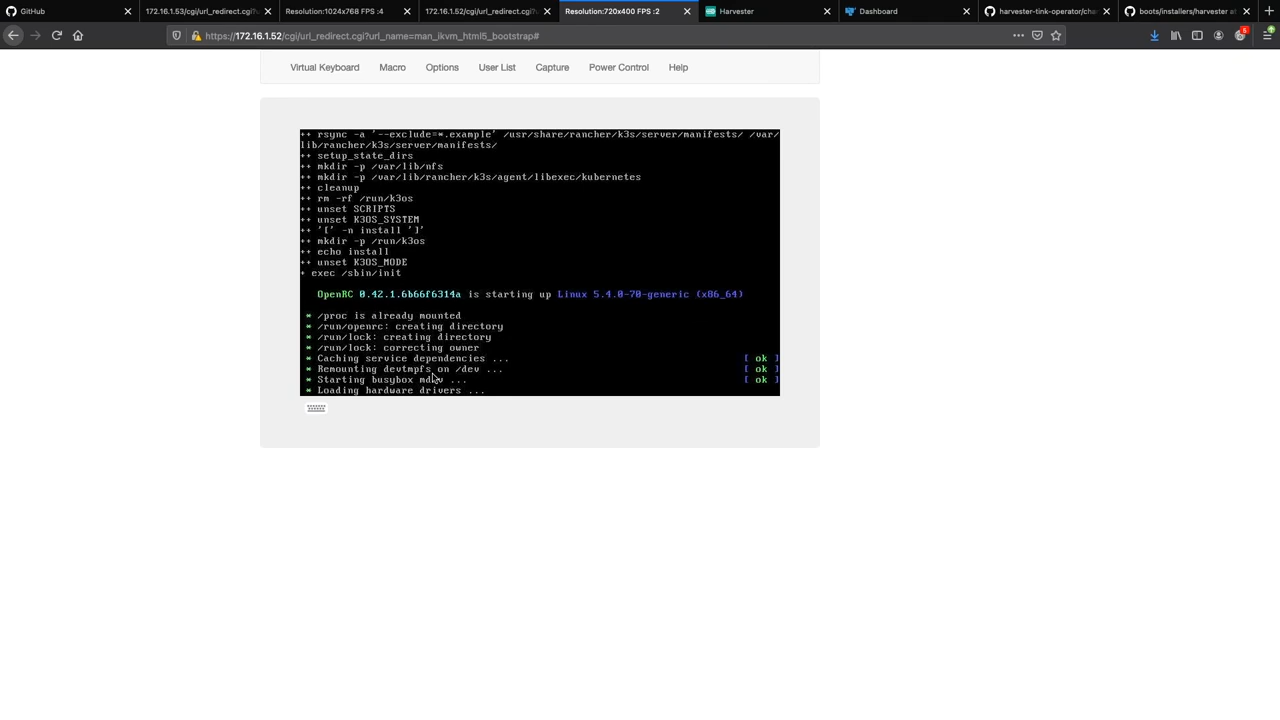 GitHub
172.16.1.53/cgi/url_redirect.cgi?
Resolution:1024x768 FPS :4
172.16.1.52/cgi/url_redirect.cgi?
Resolution:720x400 FPS :2
Harvester
Dashboard
harvester-tink-operator/cha
boots/installers/harvester a
https://172.16.1.52/cgi/url_redirect.cgi?url_name=man_ikvm_html5_bootstrap#
Virtual Keyboard Macro Options User List Capture Power Control Help
++ rsync -a '--exclude=*.example' /usr/share/rancher/k3s/server/manifests/ /var/
lib/rancher/k3s/server/manifests/
++ setup_state_dirs
++ mkdir -p /var/lib/nfs
++ mkdir -p /var/lib/rancher/k3s/agent/libexec/kubernetes
++ cleanup
++ rm -rf /run/k3os
++ unset SCRIPTS
++ unset K3OS_SYSTEM
++ '[' -n install ']'
++ mkdir -p /run/k3os
++ echo install
++ unset K3OS_MODE
+ exec /sbin/init
OpenRC 0.42.1.6b66f6314a is starting up Linux 5.4.0-70-generic (x86_64)
* /proc is already mounted
* /run/openrc: creating directory
* /run/lock: creating directory
* /run/lock: correcting owner
* Caching service dependencies ... [ ok ]
* Remounting devtmpfs on /dev ... [ ok ]
* Starting busybox mdev ... [ ok ]
* Loading hardware drivers ...